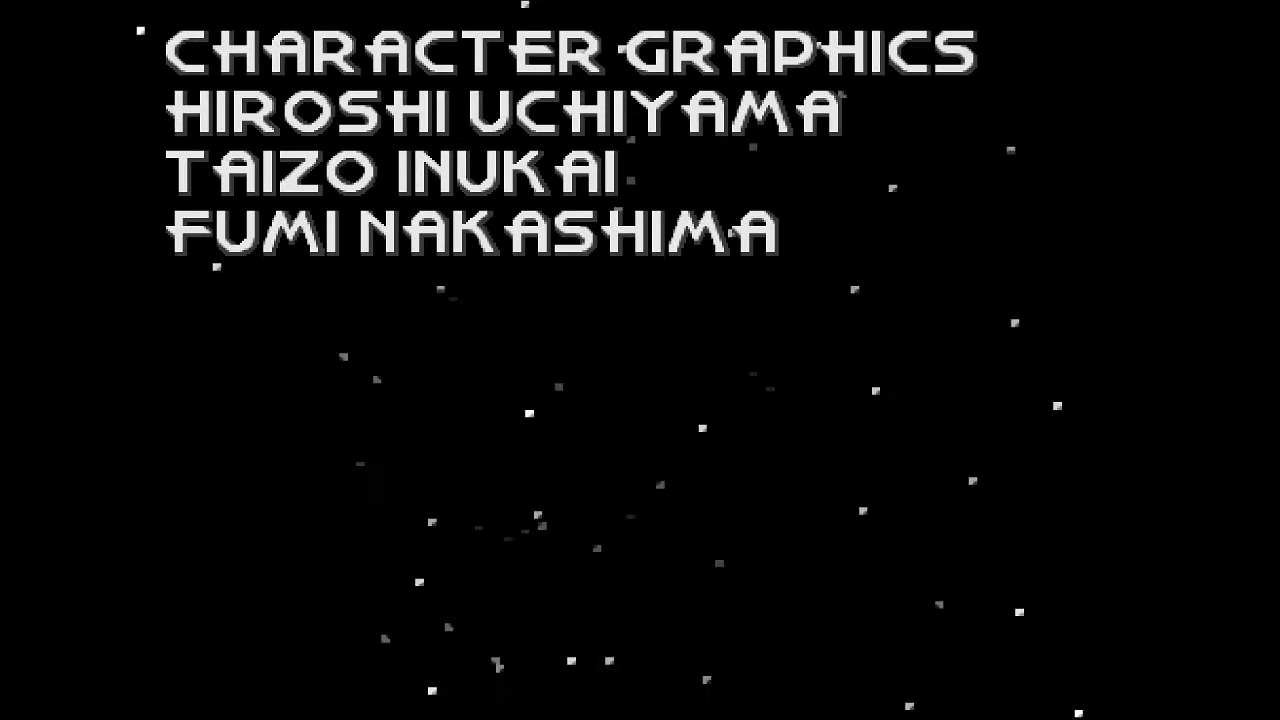 CHARACTER GRAPHICS
HIROSHI UCHIYAMA
TAIZO INUKAI
FUMI NAKASHIMA